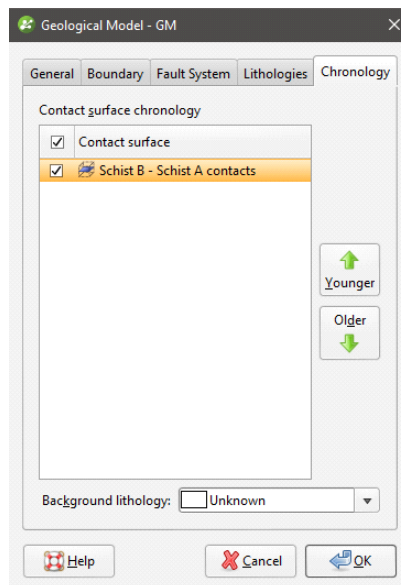 Geological Model - GM
General Boundary Fault System Lithologies Chronology
Contact surface chronology
Contact surface
Schist B - Schist A contacts
Younger
Older
Background lithology: Unknown
Help Cancel OK